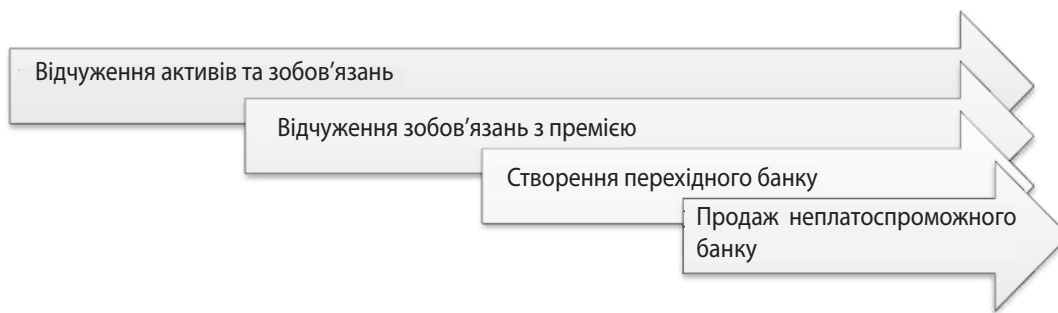 Відчуження активів та зобов’язань
Відчуження зобов’язань з премією
Створення перехідного банку
Продаж неплатоспроможного
банку